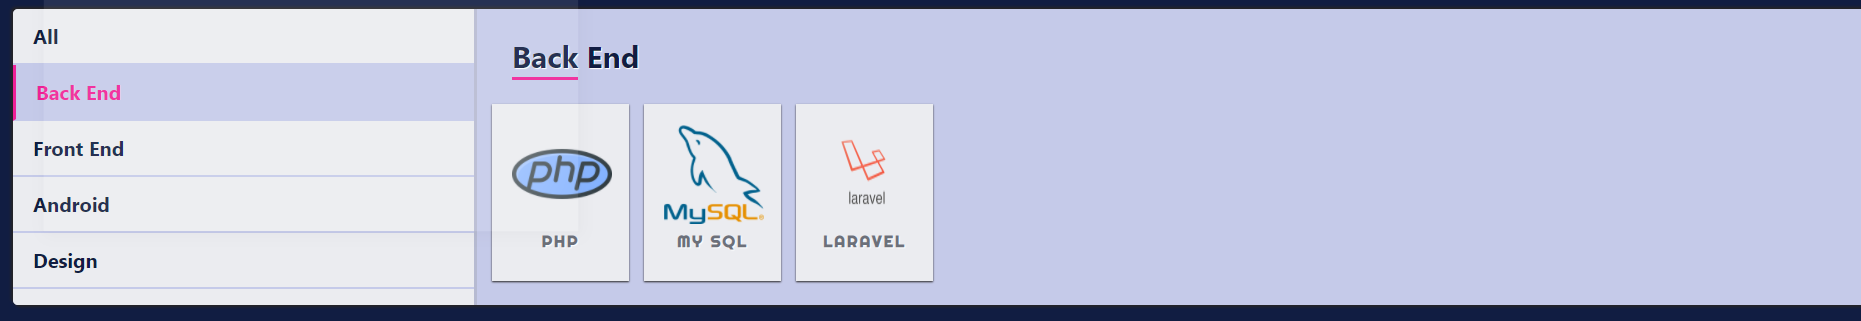 All
Back End
Front End
Android
Design
Back End
php
PHP
MySQL®
MY SQL
laravel
LARAVEL